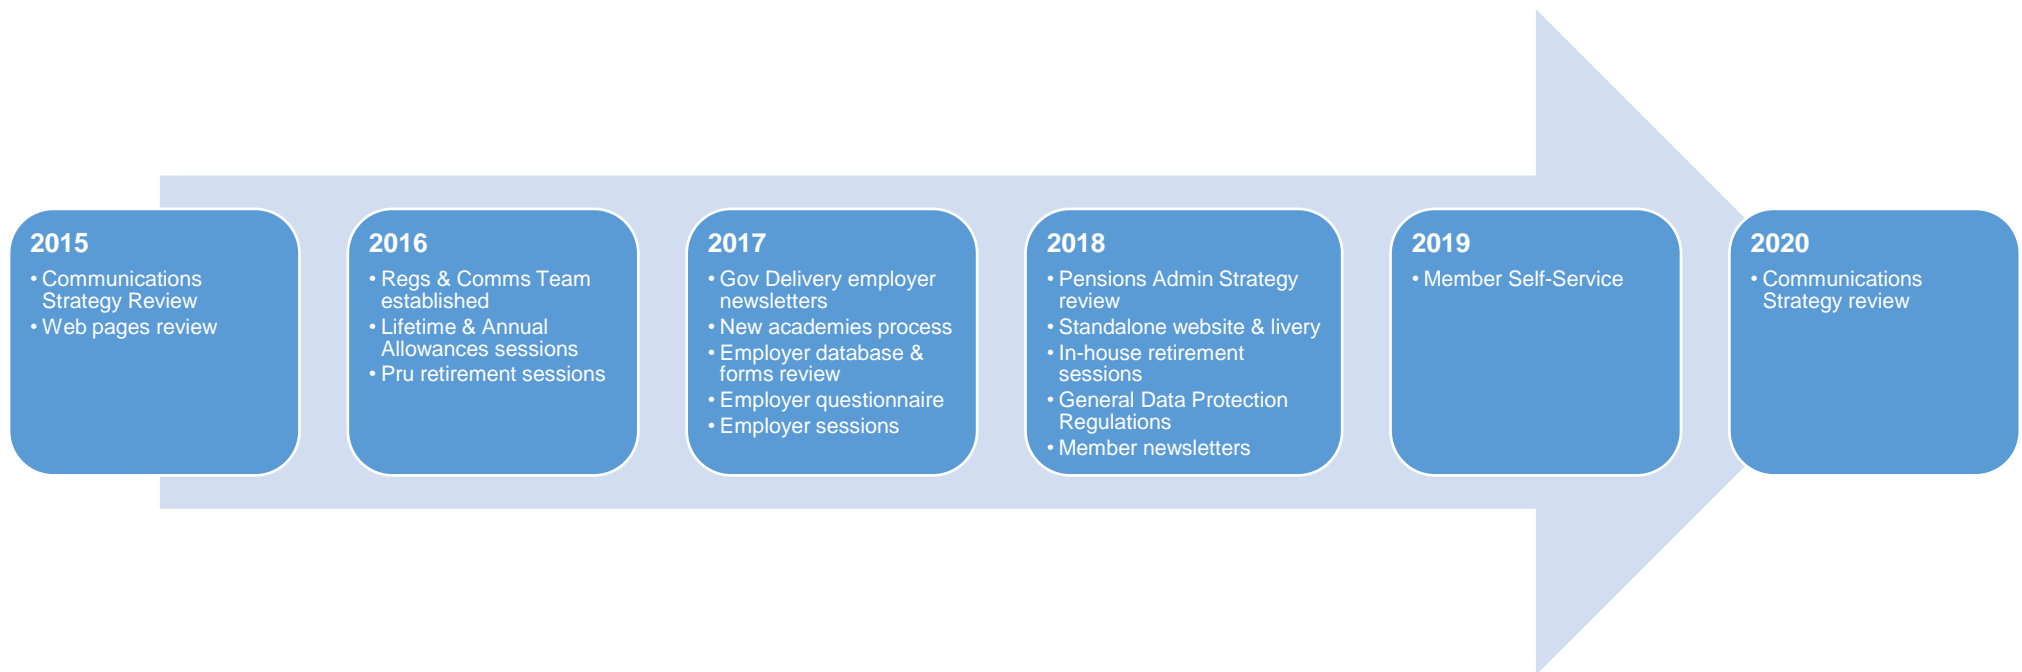 2015
• Communications
Strategy Review
• Web pages review
2016
• Regs & Comms Team
established
• Lifetime & Annual
Allowances sessions
• Pru retirement sessions
2017
• Gov Delivery employer
newsletters
• New academies process
• Employer database &
forms review
• Employer questionnaire
• Employer sessions
2018
• Pensions Admin Strategy
review
• Standalone website & livery
• In-house retirement
sessions
• General Data Protection
Regulations
• Member newsletters
2019
• Member Self-Service
2020
• Communications
Strategy review